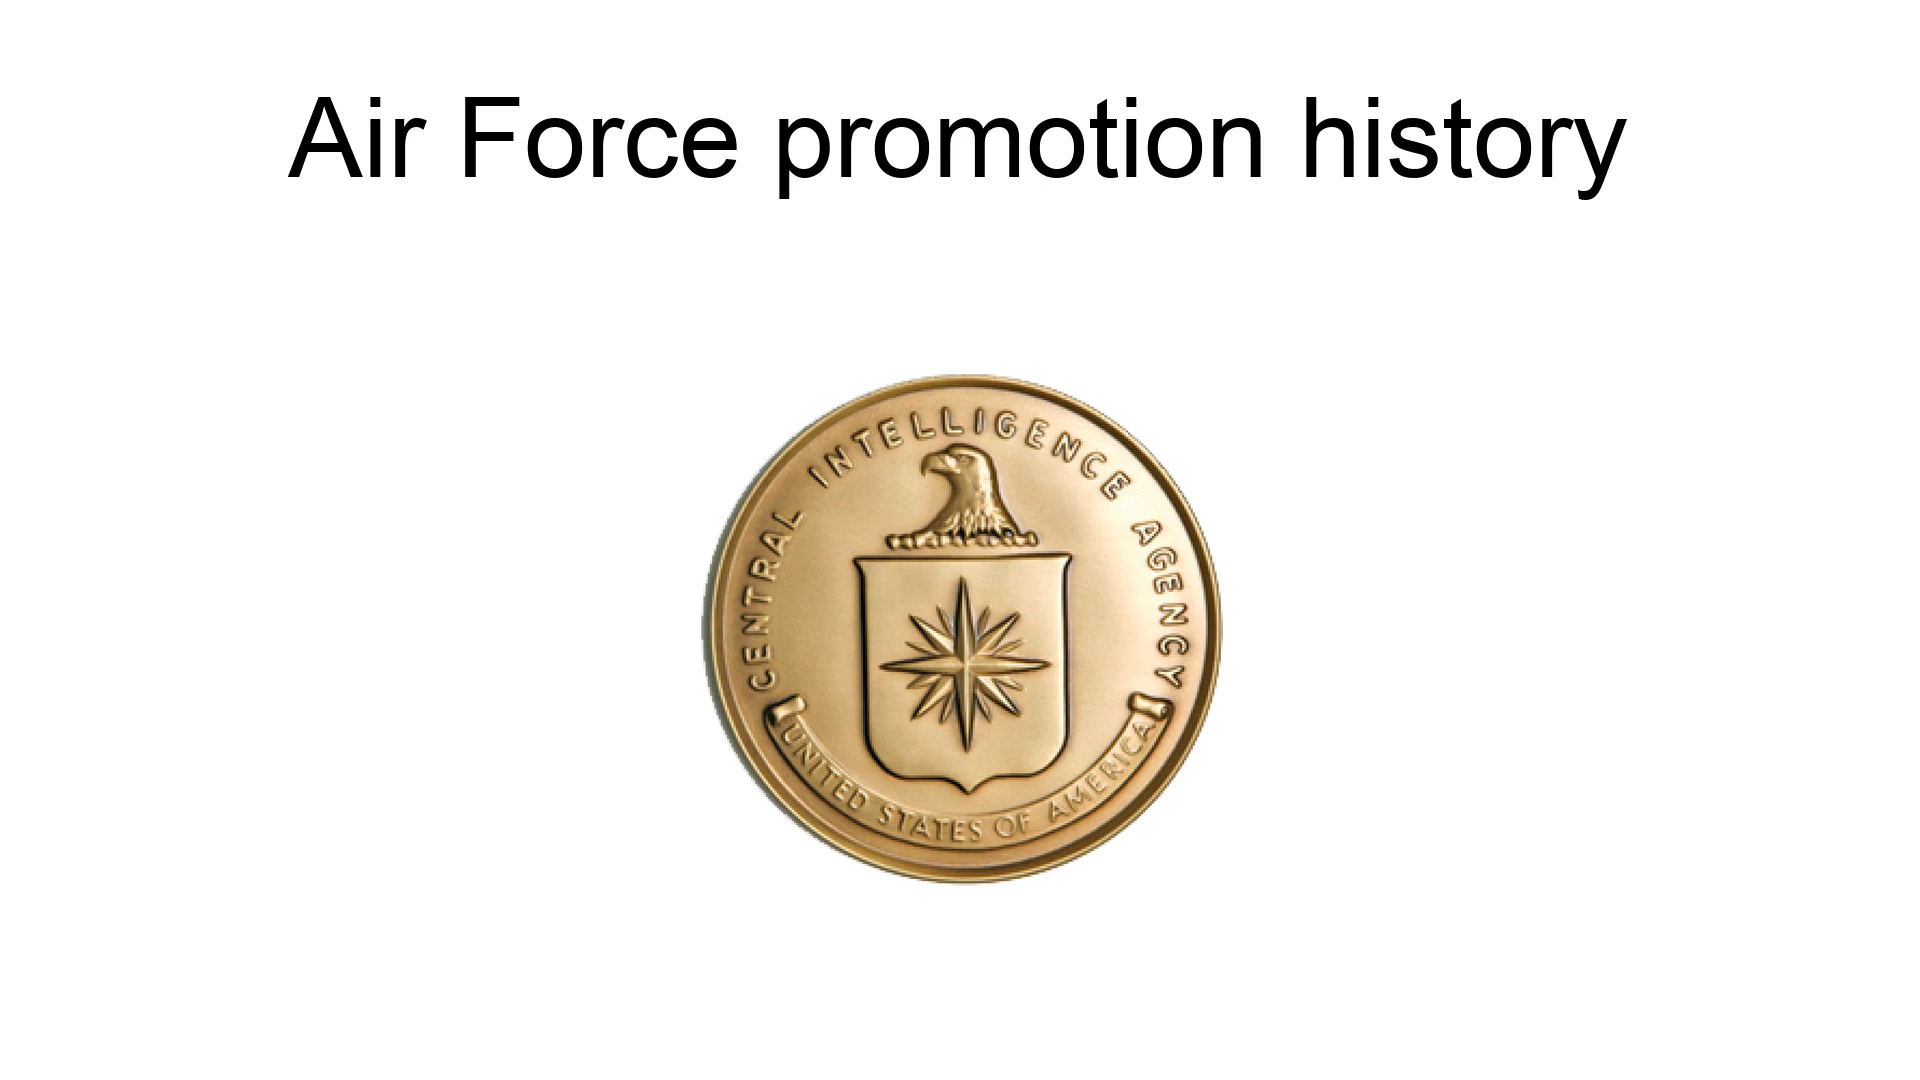 Air Force promotion history
CENTRAL INTELLIGENCE AGENCY
UNITED STATES OF AMERICA